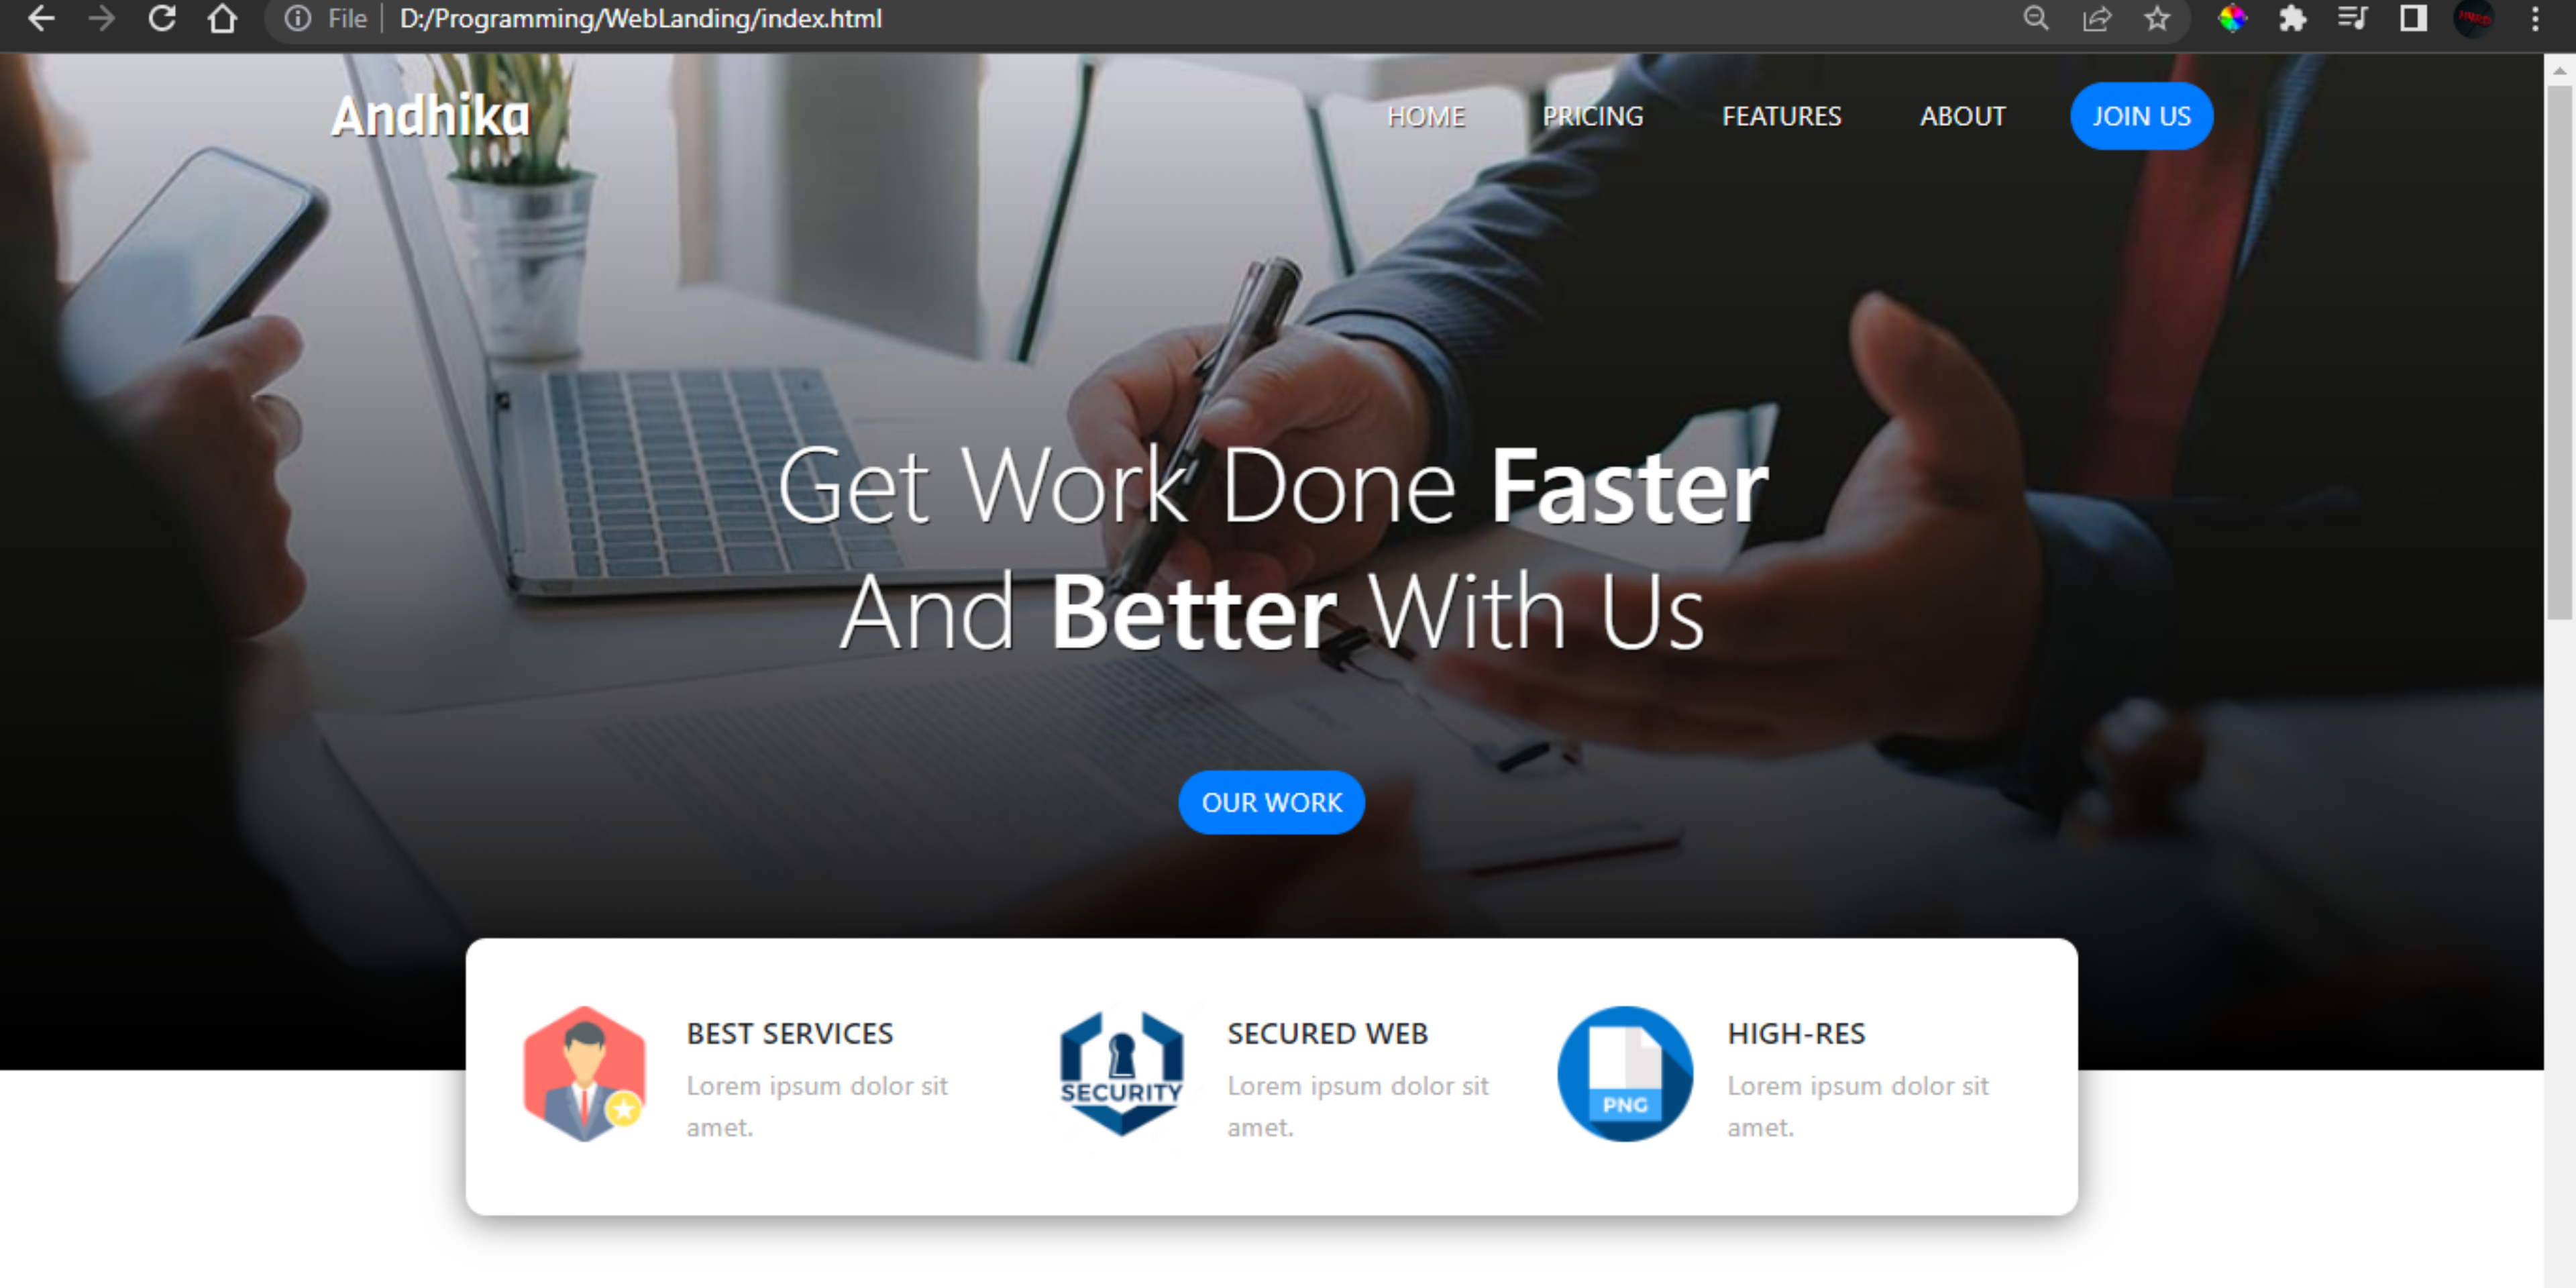 File D:/Programming/WebLanding/index.html
Andhika
HOME PRICING FEATURES ABOUT JOIN US
Get Work Done Faster
And Better With Us
OUR WORK
BEST SERVICES
Lorem ipsum dolor sit
amet.
SECURITY
SECURED WEB
Lorem ipsum dolor sit
amet.
PNG
HIGH-RES
Lorem ipsum dolor sit
amet.